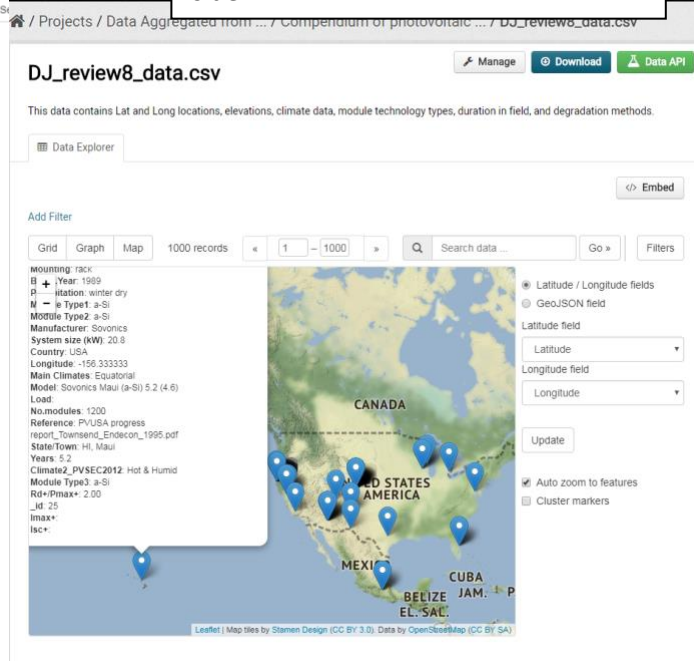 / Projects / Data Aggregated from ... / Compendium of photovoltaic ... / DJ_review8_data.csv
DJ_review8_data.csv
Manage
Download
Data API
This data contains Lat and Long locations, elevations, climate data, module technology types, duration in field, and degradation methods.
Data Explorer
</> Embed
Add Filter
Grid Graph Map 1000 records « 1 – 1000 » Search data ... Go » Filters
Mounting: rack
Year: 1989
itation: winter dry
+
−
e Type1: a-Si
Module Type2: a-Si
Manufacturer: Sovonics
System size (kW): 20.8
Country: USA
Longitude: -156.333333
Main Climates: Equatorial
Model: Sovonics Maui (a-Si) 5.2 (4.6)
Load:
No.modules: 1200
Reference: PVUSA progress
report_Townsend_Endecon_1995.pdf
State/Town: HI, Maui
Years: 5.2
Climate2_PVSEC2012: Hot & Humid
Module Type3: a-Si
Rd+/Pmax+: 2.00
_id: 25
Imax+:
Isc+:
CANADA
D STATES
AMERICA
MEXI
CUBA
BELIZE
JAM.
P
EL. SAL.
Leaflet | Map tiles by Stamen Design (CC BY 3.0). Data by OpenStreetMap (CC BY SA)
Latitude / Longitude fields
GeoJSON field
Latitude field
Latitude
Longitude field
Longitude
Update
Auto zoom to features
Cluster markers